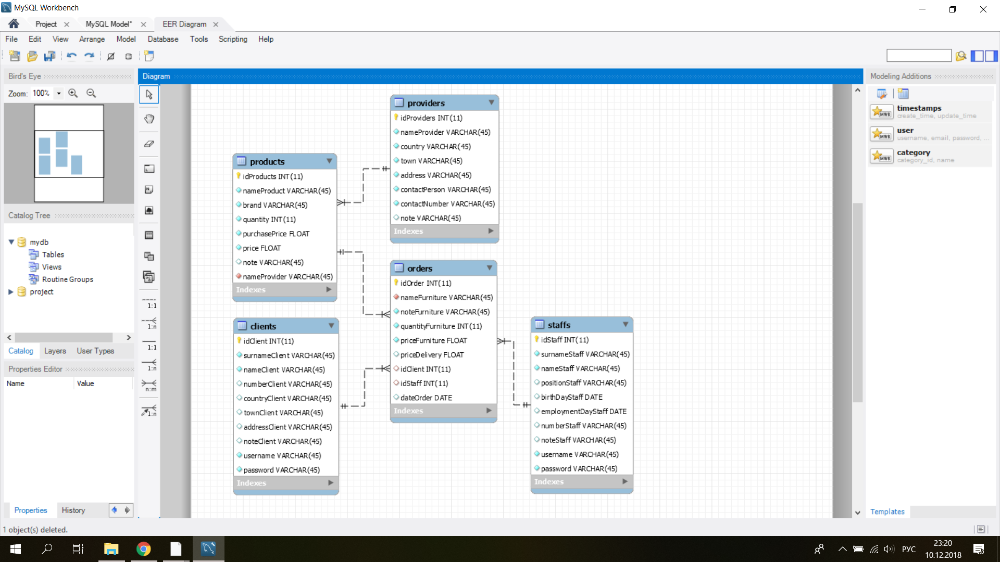 MySQL Workbench
Project
MySQL Model*
EER Diagram
File Edit View Arrange Model Database Tools Scripting Help
Bird's Eye
Zoom: 100%
Catalog Tree
mydb
Tables
Views
Routine Groups
project
Catalog Layers User Types
Properties Editor
Name Value
Properties History
1 object(s) deleted.
1:1
1:n
1:1
1:n
n:m
1:n
Diagram
providers
idProviders INT(11)
nameProvider VARCHAR(45)
country VARCHAR(45)
town VARCHAR(45)
address VARCHAR(45)
contactPerson VARCHAR(45)
contactNumber VARCHAR(45)
note VARCHAR(45)
Indexes
products
idProducts INT(11)
nameProduct VARCHAR(45)
brand VARCHAR(45)
quantity INT(11)
purchasePrice FLOAT
price FLOAT
note VARCHAR(45)
nameProvider VARCHAR(45)
Indexes
orders
idOrder INT(11)
nameFurniture VARCHAR(45)
noteFurniture VARCHAR(45)
quantityFurniture INT(11)
priceFurniture FLOAT
priceDelivery FLOAT
idClient INT(11)
idStaff INT(11)
dateOrder DATE
Indexes
clients
idClient INT(11)
surnameClient VARCHAR(45)
nameClient VARCHAR(45)
numberClient VARCHAR(45)
countryClient VARCHAR(45)
townClient VARCHAR(45)
addressClient VARCHAR(45)
noteClient VARCHAR(45)
username VARCHAR(45)
password VARCHAR(45)
Indexes
staffs
idStaff INT(11)
surnameStaff VARCHAR(45)
nameStaff VARCHAR(45)
positionStaff VARCHAR(45)
birthDayStaff DATE
employmentDayStaff DATE
numberStaff VARCHAR(45)
noteStaff VARCHAR(45)
username VARCHAR(45)
password VARCHAR(45)
Indexes
Modeling Additions
MWB
timestamps
create_time, update_time
MWB
user
username, email, password, ...
MWB
category
category_id, name
Templates
РУС
23:20
10.12.2018